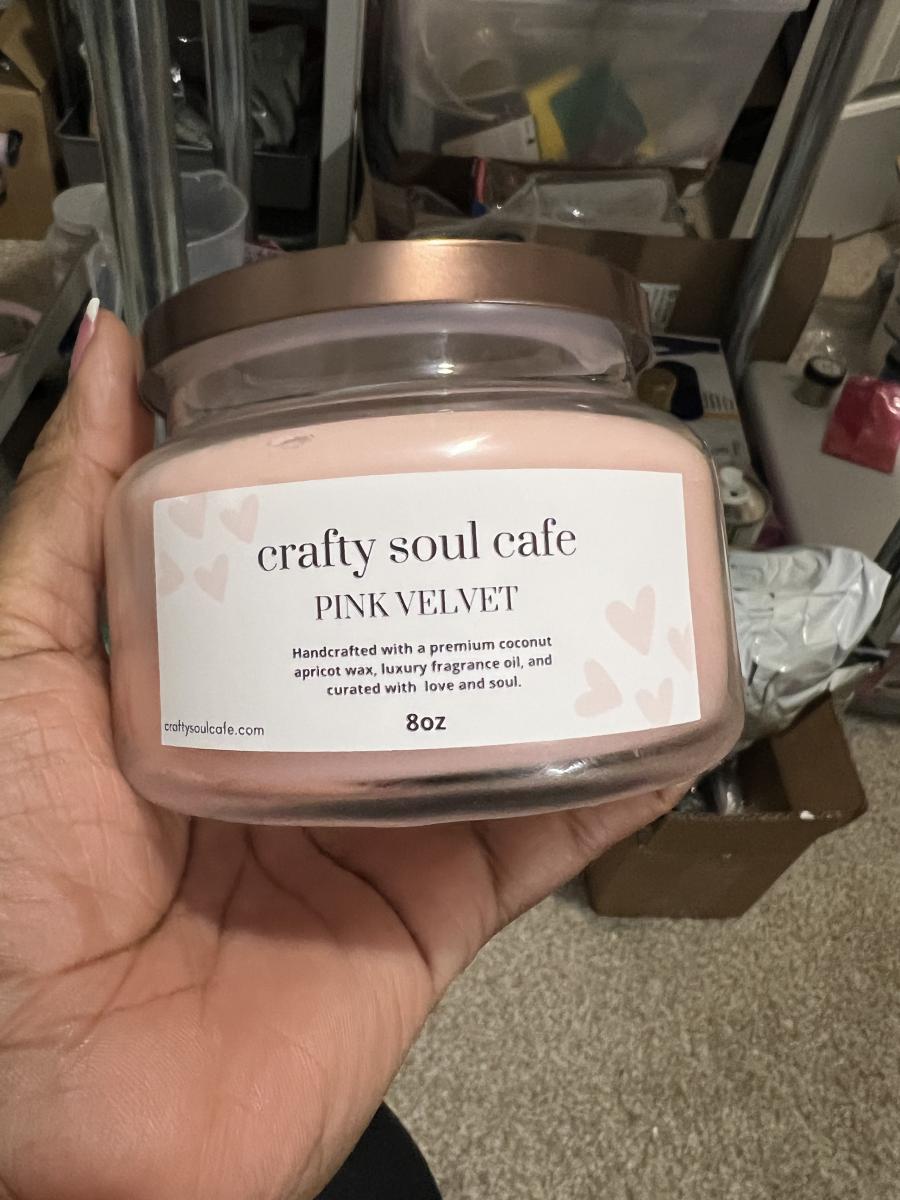 crafty soul cafe
PINK VELVET
Handcrafted with a premium coconut
apricot wax, luxury fragrance oil, and
curated with love and soul.
8oz
craftysoulcafe.com